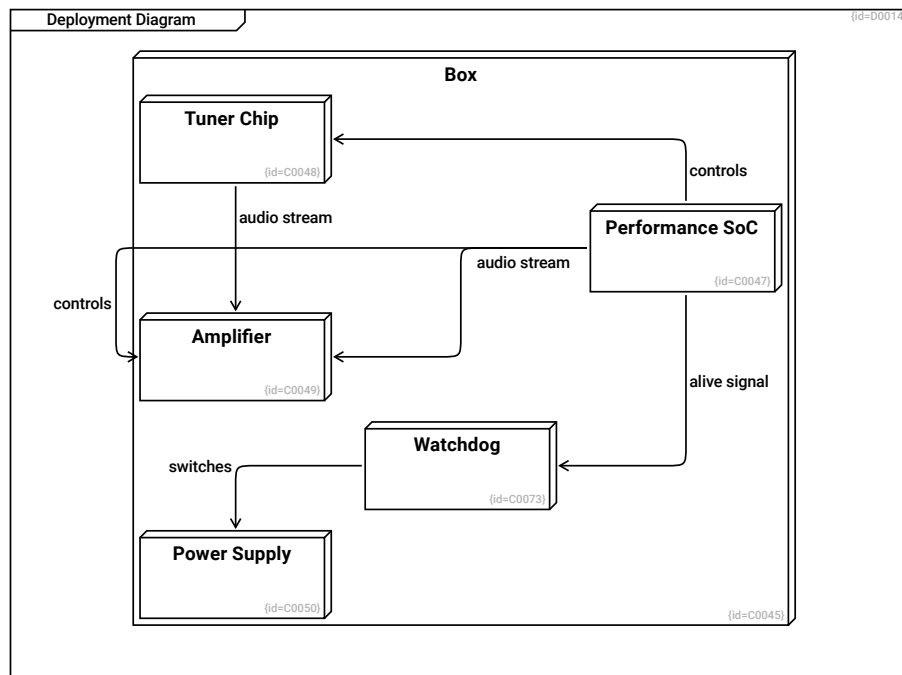 Deployment Diagram
{id=D0014
Box
Tuner Chip
{id=C0048}
controls
audio stream
Performance SoC
{id=C0047}
audio stream
controls
Amplifier
{id=C0049}
alive signal
Watchdog
{id=C0073}
switches
Power Supply
{id=C0050}
{id=C0045}